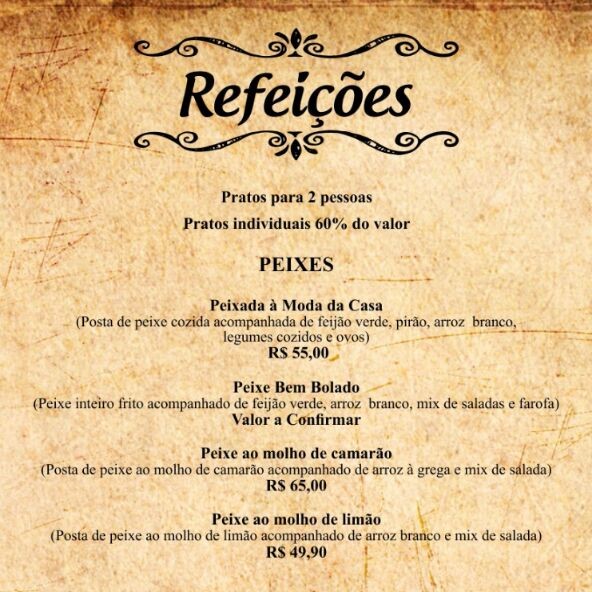 Refeições
Pratos para 2 pessoas
Pratos individuais 60% do valor
PEIXES
Peixada à Moda da Casa
(Posta de peixe cozida acompanhada de feijão verde, pirão, arroz branco,
legumes cozidos e ovos)
R$ 55,00
Peixe Bem Bolado
(Peixe inteiro frito acompanhado de feijão verde, arroz branco, mix de saladas e farofa)
Valor a Confirmar
Peixe ao molho de camarão
(Posta de peixe ao molho de camarão acompanhado de arroz à grega e mix de salada)
R$ 65,00
Peixe ao molho de limão
(Posta de peixe ao molho de limão acompanhado de arroz branco e mix de salada)
R$ 49,90